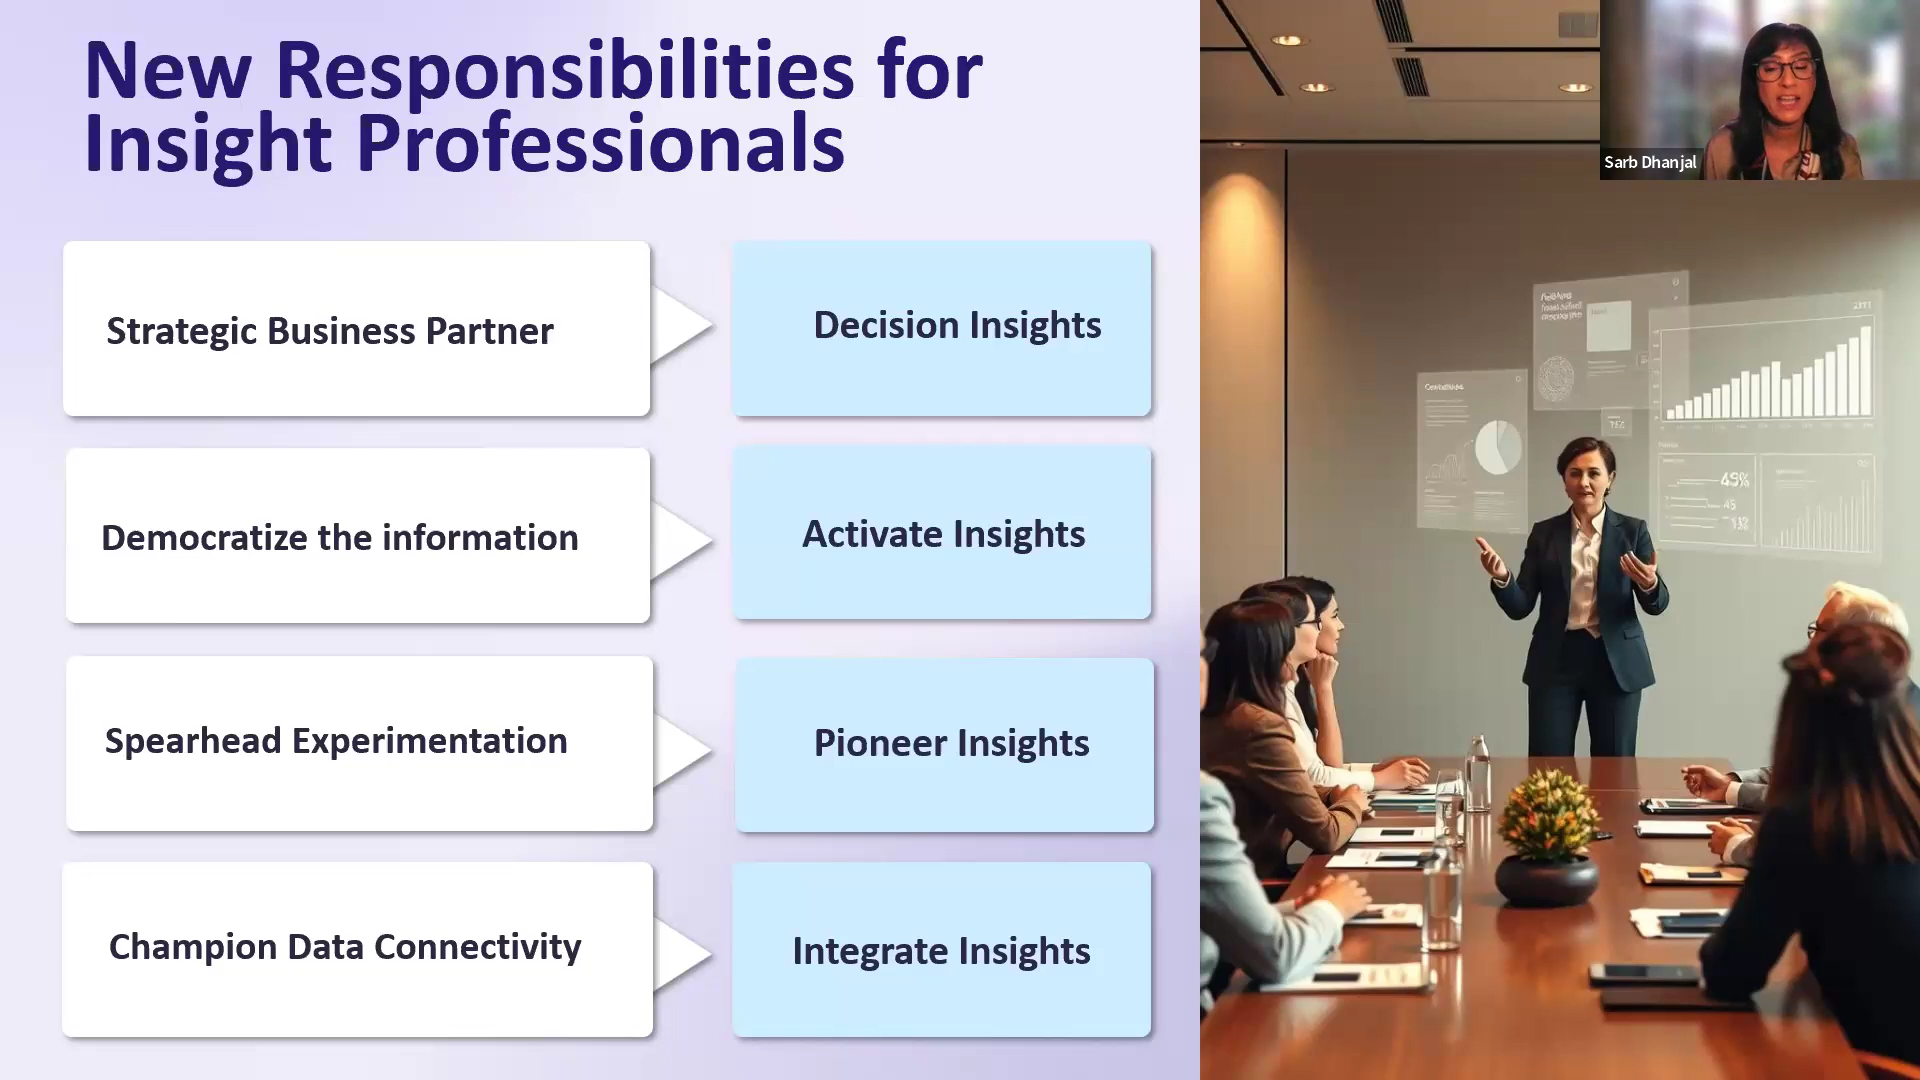 New Responsibilities for
Insight Professionals
Sarb Dhanjal
Strategic Business Partner
Decision Insights
Democratize the information
Activate Insights
Spearhead Experimentation
Pioneer Insights
Champion Data Connectivity
Integrate Insights
49%